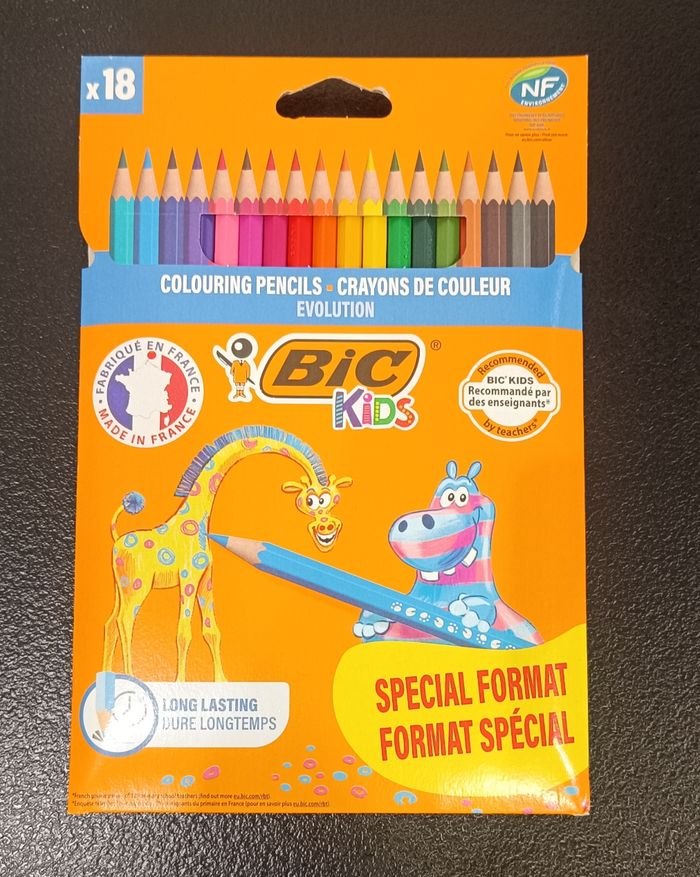 x18
NF
ENVIRONNEMENT
COLOURING PENCILS - CRAYONS DE COULEUR
EVOLUTION
FABRIQUÉ EN FRANCE
MADE IN FRANCE
BiC®
KiDS
Recommended
BIC® KIDS
Recommandé par
des enseignants*
by teachers*
LONG LASTING
DURE LONGTEMPS
SPECIAL FORMAT
FORMAT SPÉCIAL